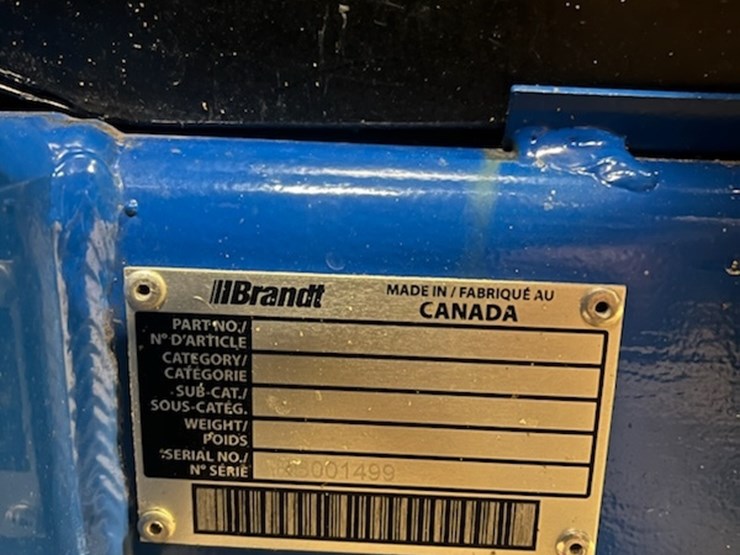 Brandt
MADE IN / FABRIQUÉ AU
CANADA
PART NO./
N° D'ARTICLE
CATEGORY/
CATÉGORIE
SUB-CAT./
SOUS-CATÉG.
WEIGHT/
POIDS
SERIAL NO./
N° SÉRIE